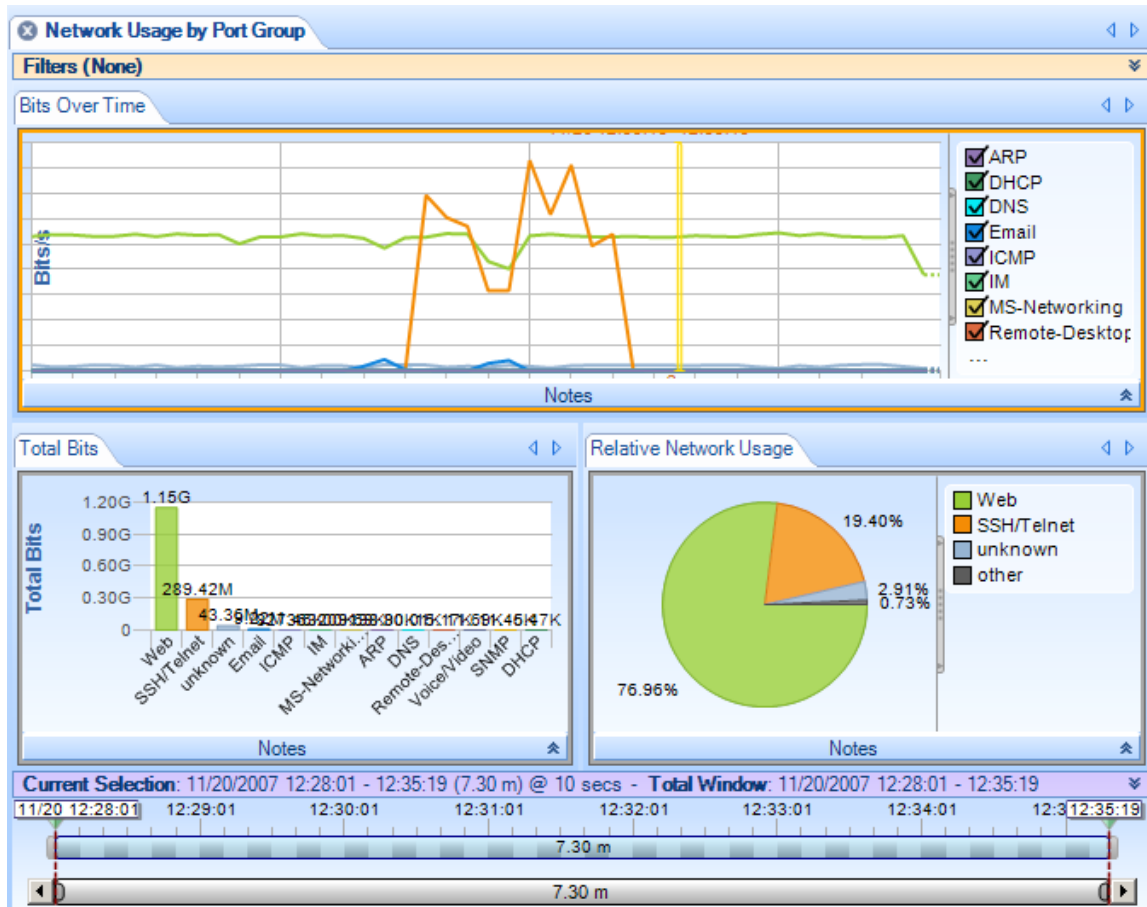 Network Usage by Port Group
Filters (None)
Bits Over Time
Bits/s
ARP
DHCP
DNS
Email
ICMP
IM
MS-Networking
Remote-Desktop
...
Notes
Total Bits
Total Bits
1.20G
0.90G
0.60G
0.30G
0
1.15G
289.42M
43.36M
Web
SSH/Telnet
unknown
Email
ICMP
IM
MS-Networki...
ARP
DNS
Remote-Des...
Voice/Video
SNMP
DHCP
Notes
Relative Network Usage
19.40%
2.91%
0.73%
76.96%
Web
SSH/Telnet
unknown
other
Notes
Current Selection: 11/20/2007 12:28:01 - 12:35:19 (7.30 m) @ 10 secs - Total Window: 11/20/2007 12:28:01 - 12:35:19
11/20 12:28:01 12:29:01 12:30:01 12:31:01 12:32:01 12:33:01 12:34:01 12:35:19
7.30 m
7.30 m